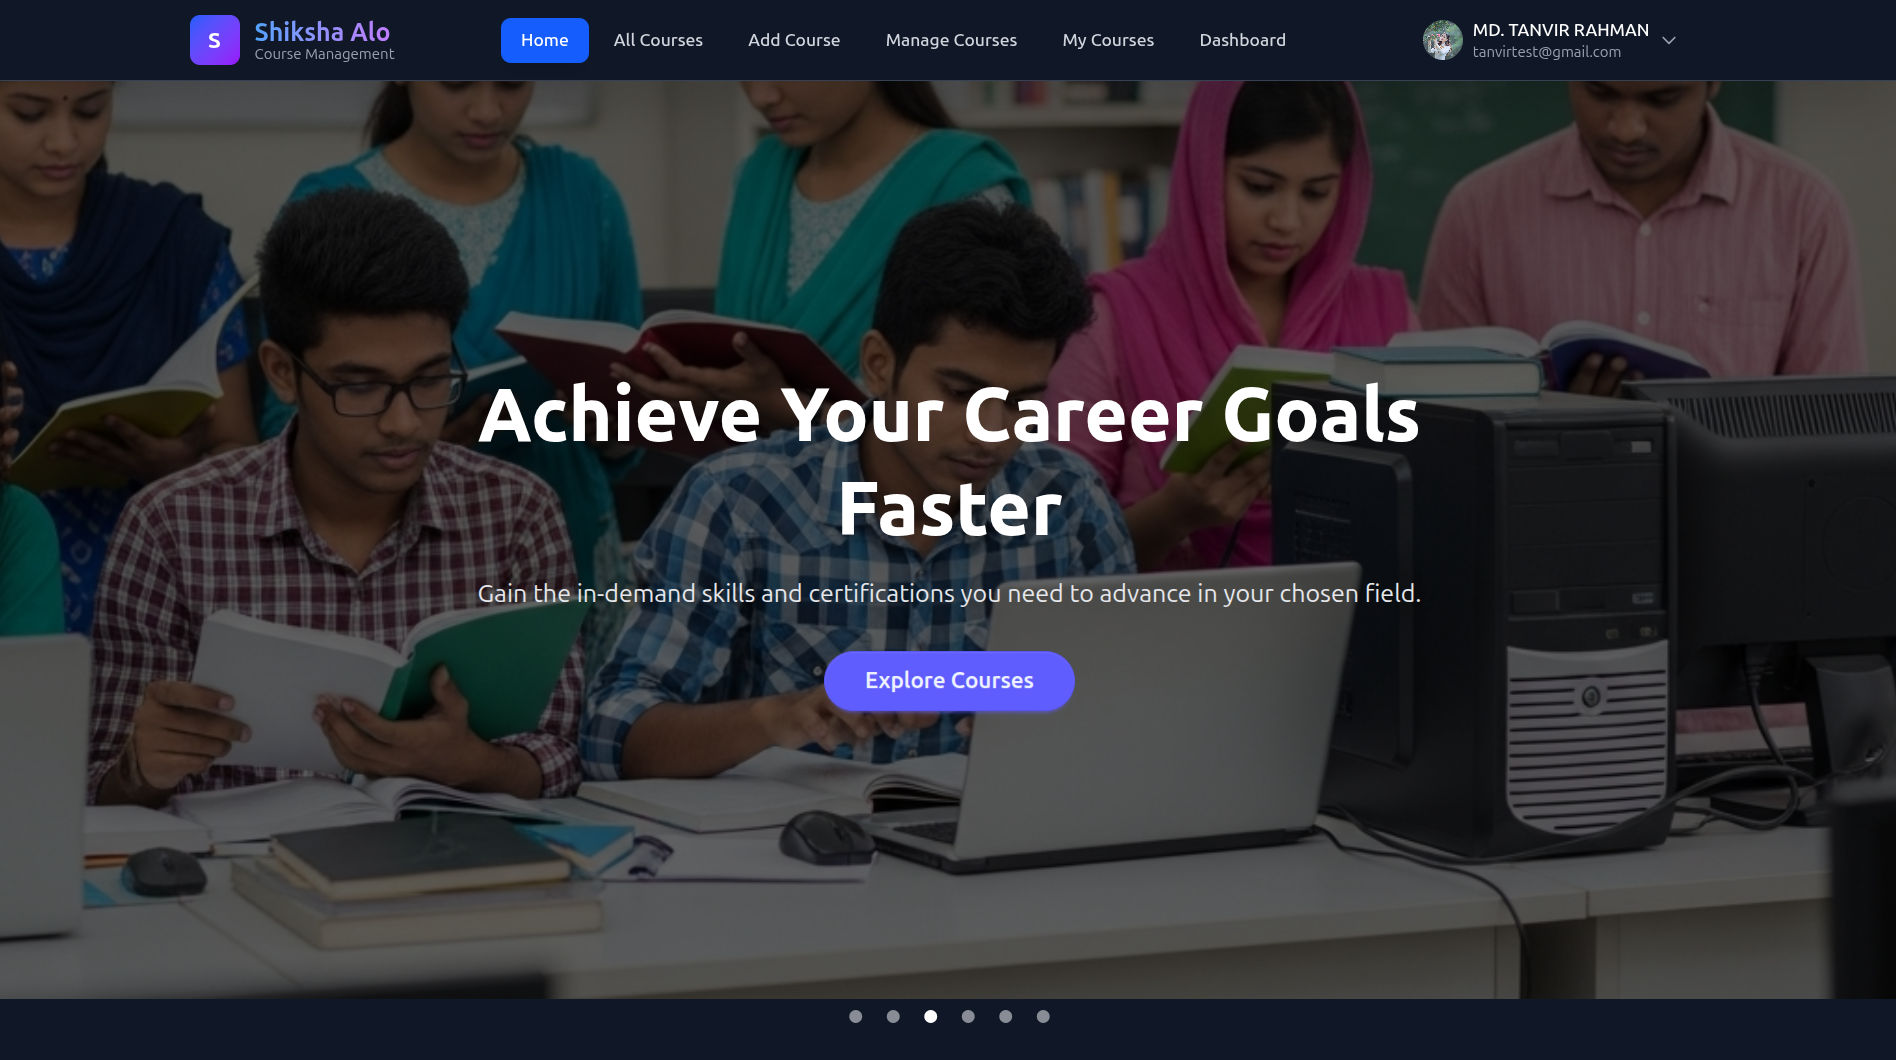 S
Shiksha Alo
Course Management
Home
All Courses
Add Course
Manage Courses
My Courses
Dashboard
MD. TANVIR RAHMAN
tanvirtest@gmail.com
Achieve Your Career Goals
Faster
Gain the in-demand skills and certifications you need to advance in your chosen field.
Explore Courses